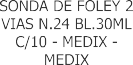 SONDA DE FOLEY 2
VIAS N.24 BL.30ML
C/10 - MEDIX -
MEDIX